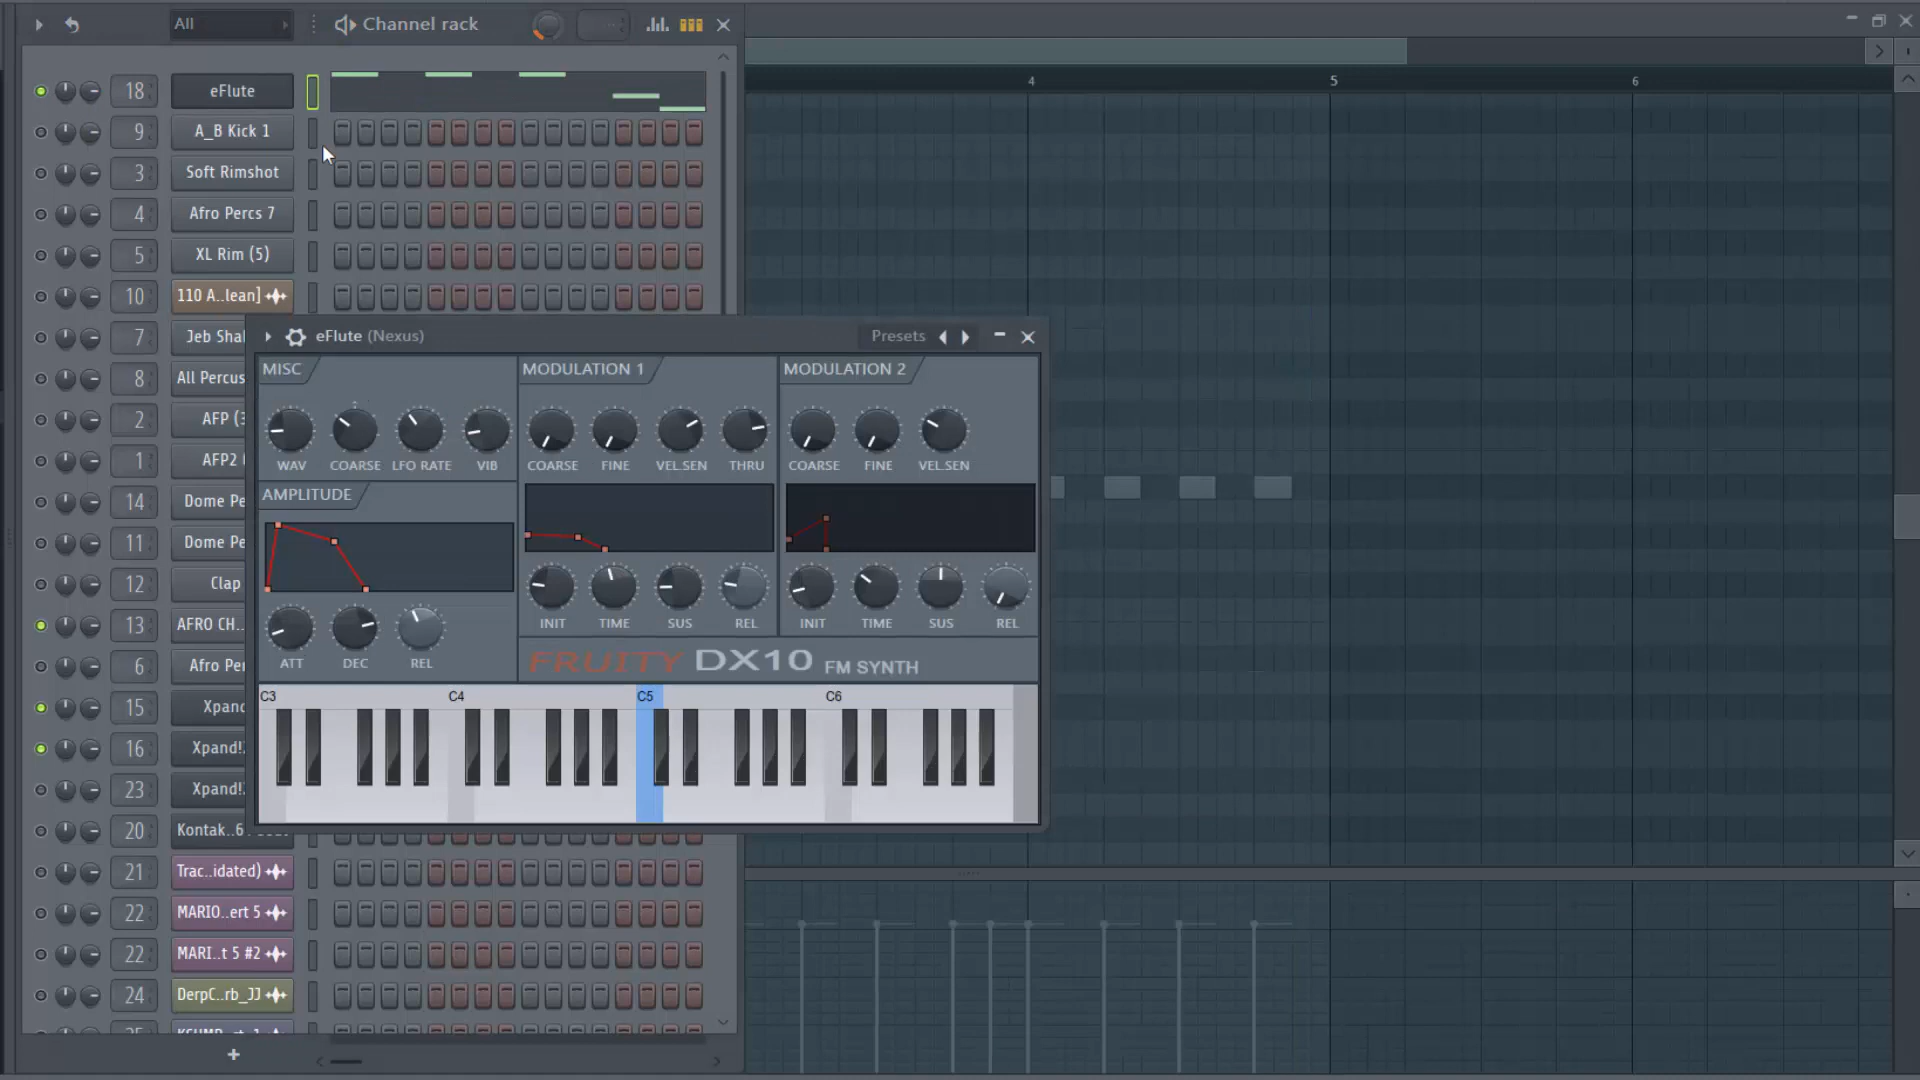 All
Channel rack
18 eFlute
9 A_B Kick 1
3 Soft Rimshot
4 Afro Percs 7
5 XL Rim (5)
10 110 A..lean]
7 Jeb Sha
8 All Percus
2 AFP (3
1 AFP2 (
14 Dome Pe
11 Dome Pe
12 Clap
13 AFRO CH..
6 Afro Per
15 Xpand
16 Xpand!
23 Xpand!
20 Kontak..6
21 Trac..idated)
22 MARIO..ert 5
22 MARI..t 5 #2
24 DerpC..rb_JJ
+
4 5 6
eFlute (Nexus)
Presets
MISC
WAV COARSE LFO RATE VIB
AMPLITUDE
ATT DEC REL
MODULATION 1
COARSE FINE VEL.SEN THRU
INIT TIME SUS REL
MODULATION 2
COARSE FINE VEL.SEN
INIT TIME SUS REL
FRUITY DX10 FM SYNTH
C3 C4 C5 C6